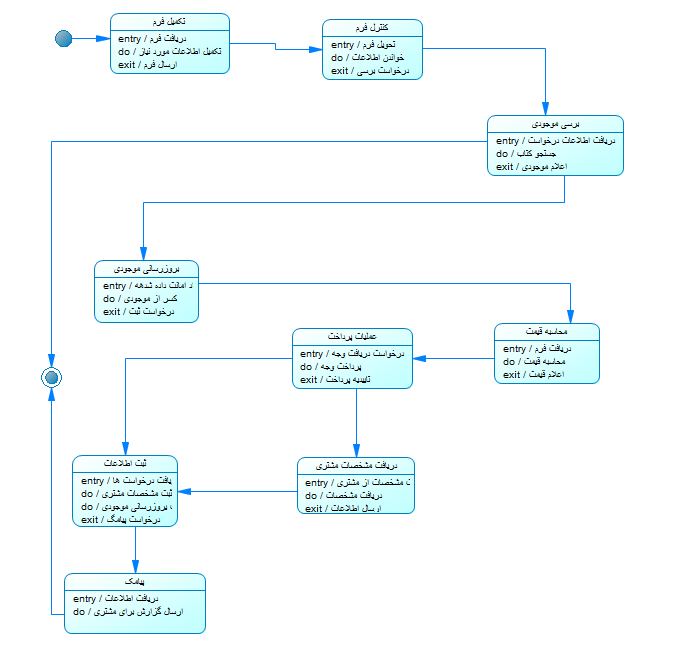 تکمیل فرم
entry / دریافت فرم
do / تکمیل اطلاعات مورد نیاز
exit / ارسال فرم
کنترل فرم
entry / تحویل فرم
do / خواندن اطلاعات
exit / درخواست برسی
برسی موجودی
entry / دریافت اطلاعات درخواست
do / جستجو کتاب
exit / اعلام موجودی
بروزرسانی موجودی
entry / د امانت داده شدهه
do / کسر از موجودی
exit / درخواست ثبت
محاسبه قیمت
entry / دریافت فرم
do / محاسبه قیمت
exit / اعلام قیمت
عملیات پرداخت
entry / درخواست دریافت وجه
do / پرداخت وجه
exit / تاییدیه پرداخت
دریافت مشخصات مشتری
entry / مشخصات از مشتری
do / دریافت مشخصات
exit / ارسال اطلاعات
ثبت اطلاعات
entry / یافت درخواست ها
do / ثبت مشخصات مشتری
do / بروزرسانی موجودی
exit / درخواست پیامک
پیامک
entry / دریافت اطلاعات
do / ارسال گزارش برای مشتری